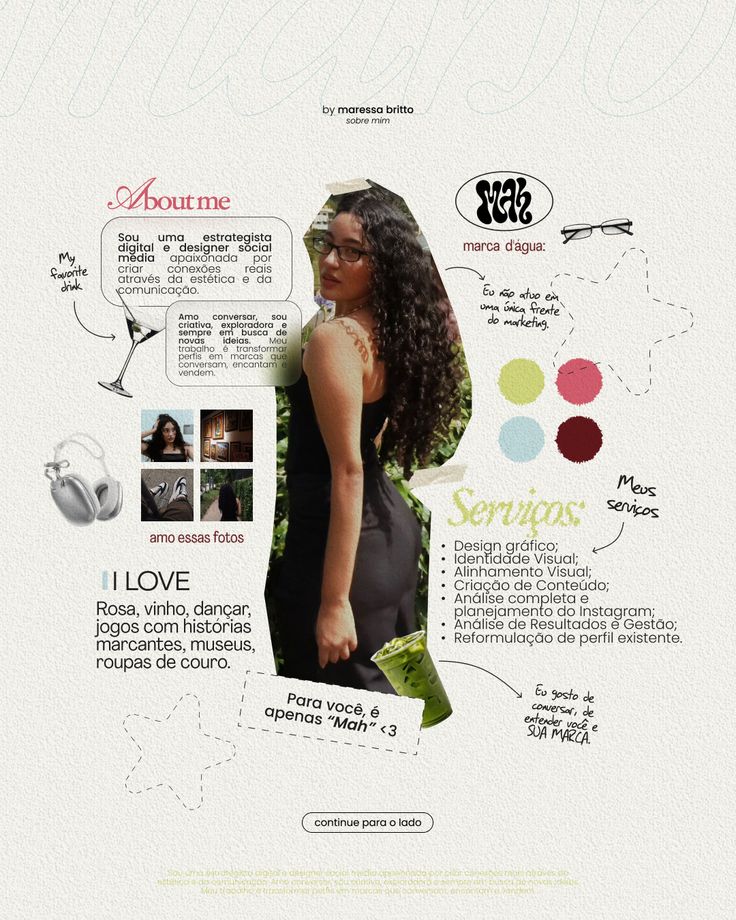 by maressa britto
sobre mim
About me
Sou uma estrategista
digital e designer social
media apaixonada por
criar conexões reais
através da estética e da
comunicação.
My
favorite
drink
Amo conversar, sou
criativa, exploradora e
sempre em busca de
novas ideias. Meu
trabalho é transformar
perfis em marcas que
conversam, encantam e
vendem.
amo essas fotos
I LOVE
Rosa, vinho, dançar,
jogos com histórias
marcantes, museus,
roupas de couro.
Mah
marca d'água:
Eu não atuo em
uma única frente
do marketing.
Meus
serviços
Serviços:
• Design gráfico;
• Identidade Visual;
• Alinhamento Visual;
• Criação de Conteúdo;
• Análise completa e
planejamento do Instagram;
• Análise de Resultados e Gestão;
• Reformulação de perfil existente.
Para você, é
apenas "Mah" <3
Eu gosto de
conversar, de
entender você e
SUA MARCA.
continue para o lado